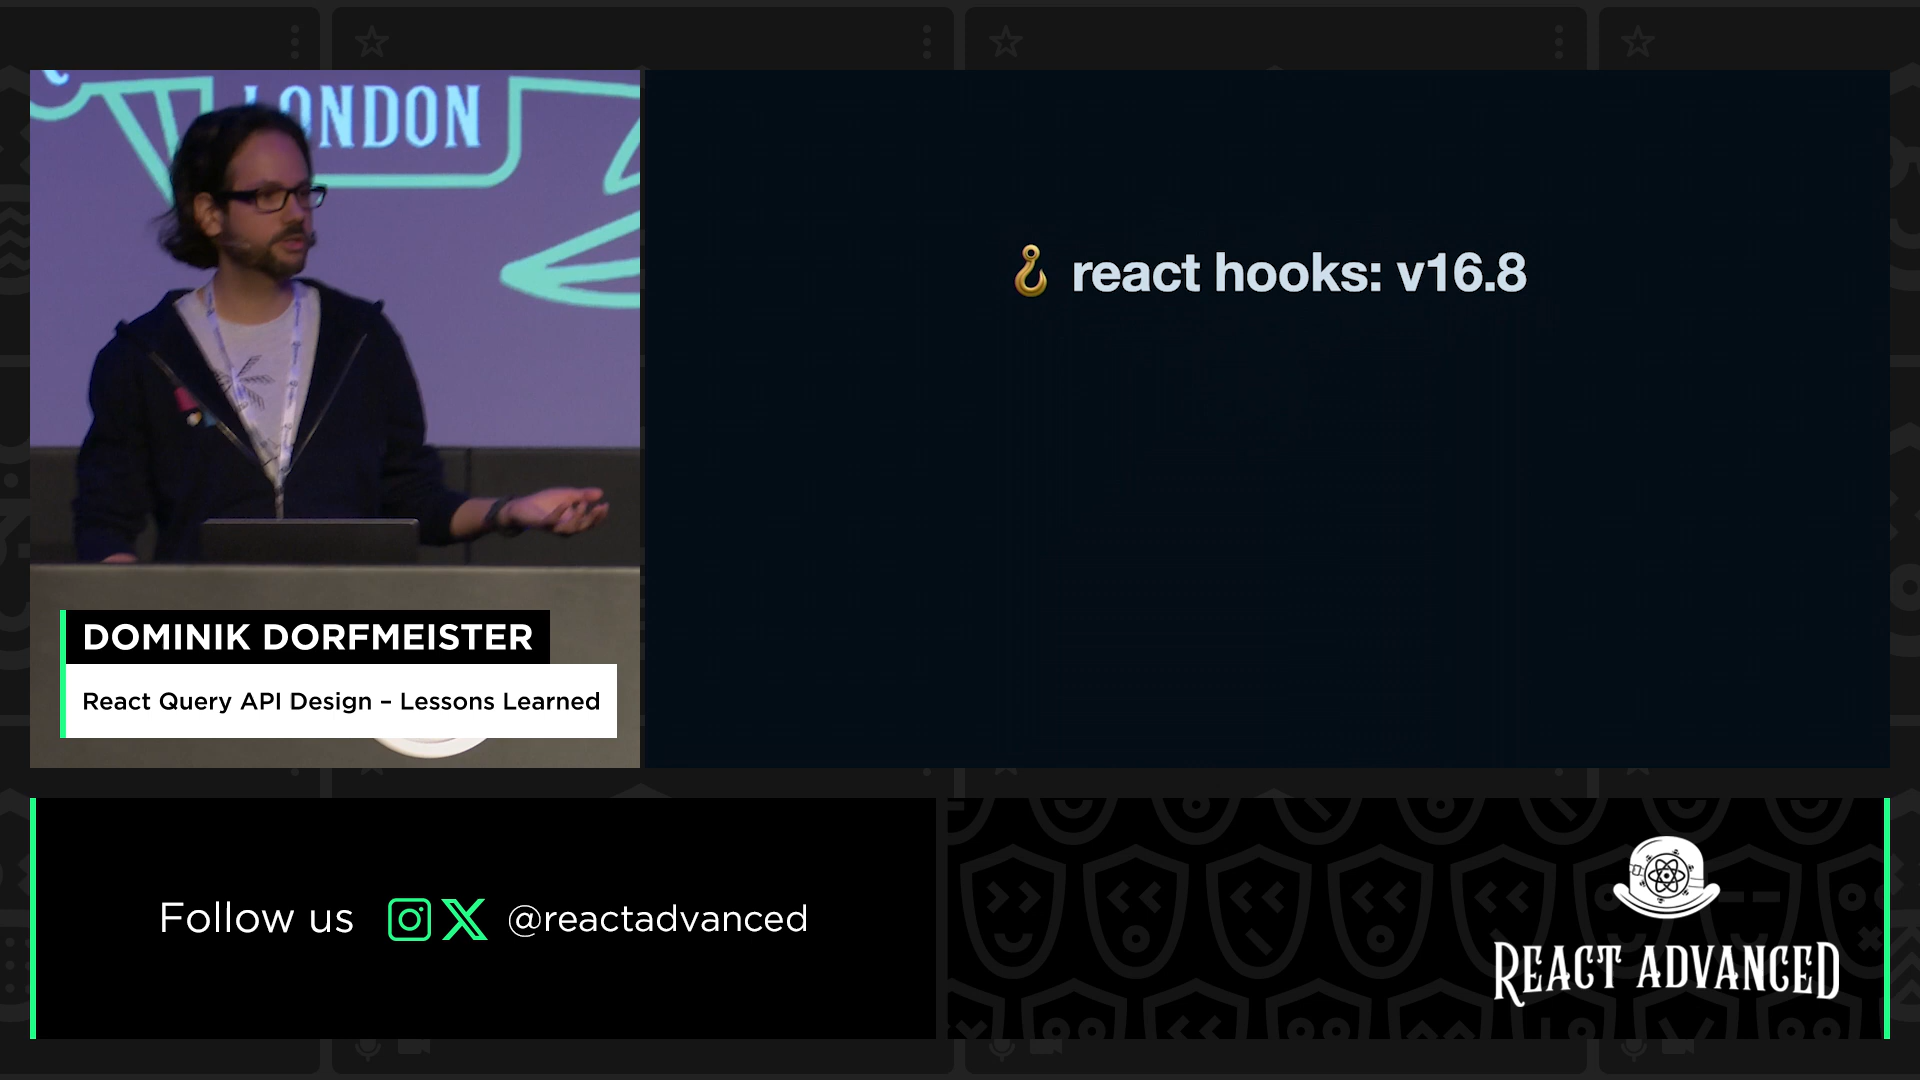 LONDON
react hooks: v16.8
DOMINIK DORFMEISTER
React Query API Design – Lessons Learned
Follow us @reactadvanced
REACT ADVANCED